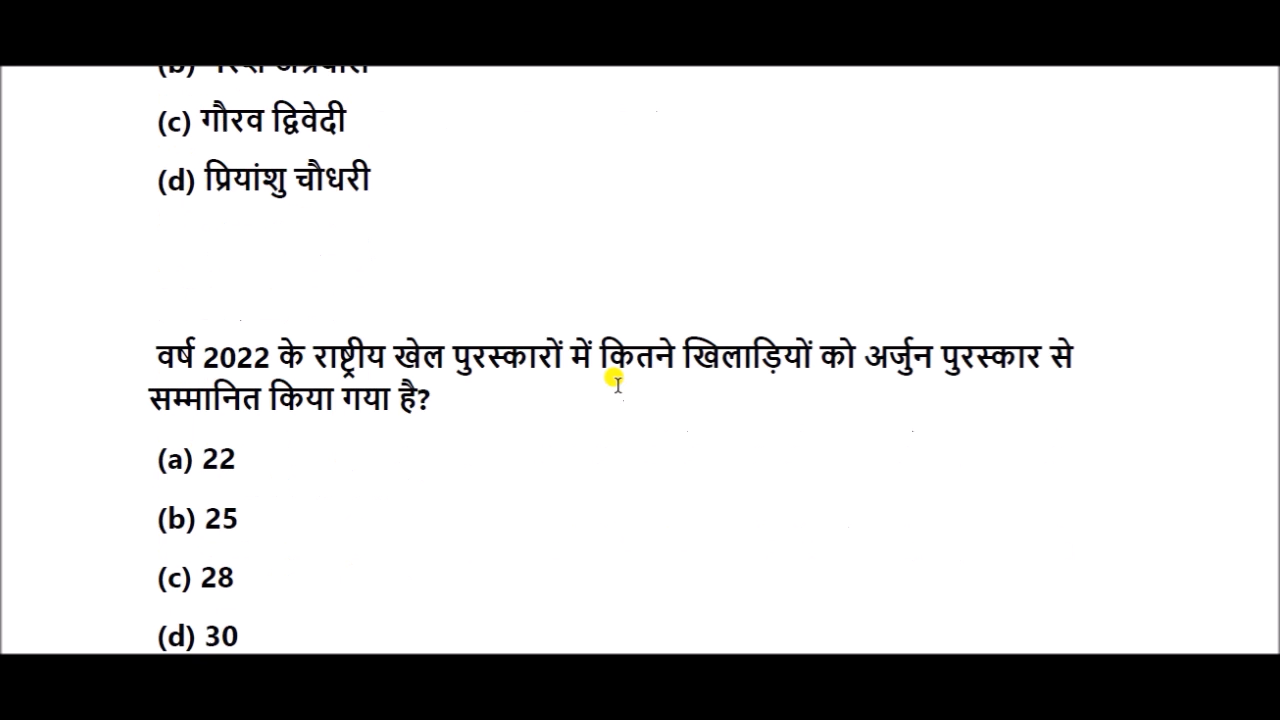 (c) गौरव द्विवेदी
(d) प्रियांशु चौधरी
वर्ष 2022 के राष्ट्रीय खेल पुरस्कारों में कितने खिलाड़ियों को अर्जुन पुरस्कार से
सम्मानित किया गया है?
(a) 22
(b) 25
(c) 28
(d) 30